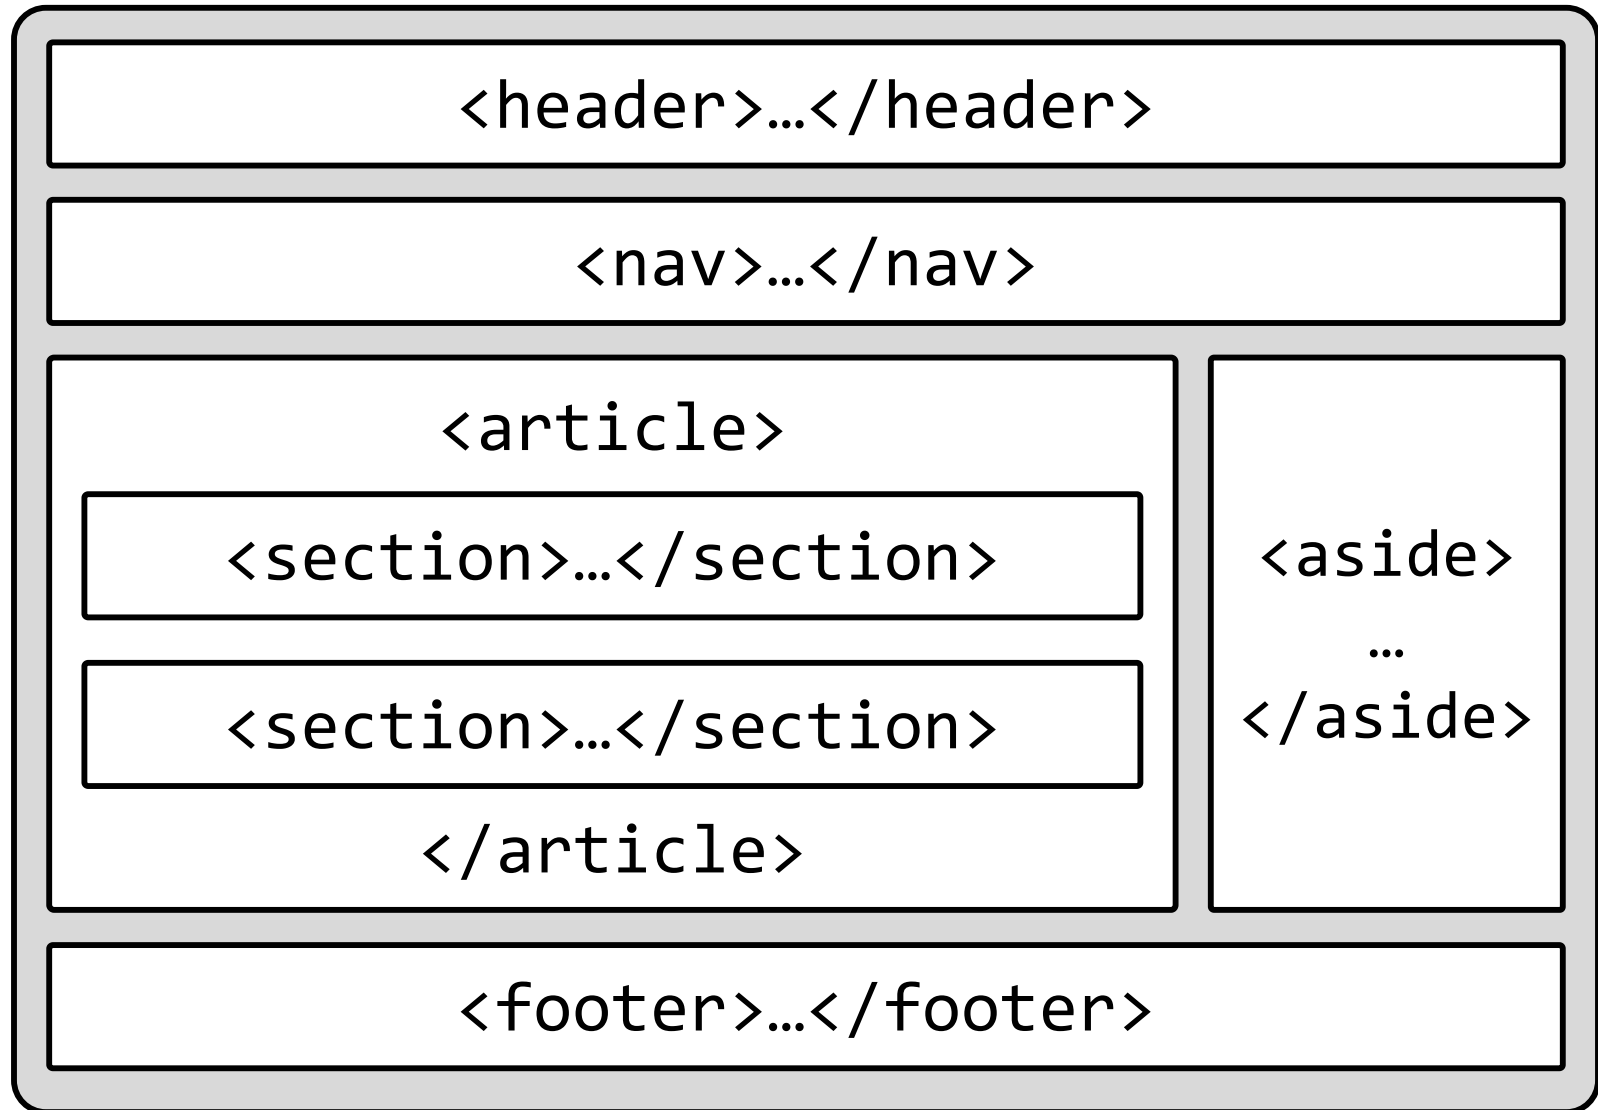 <header>…</header>
<nav>…</nav>
<article>
<section>…</section>
<section>…</section>
</article>
<aside>
…
</aside>
<footer>…</footer>